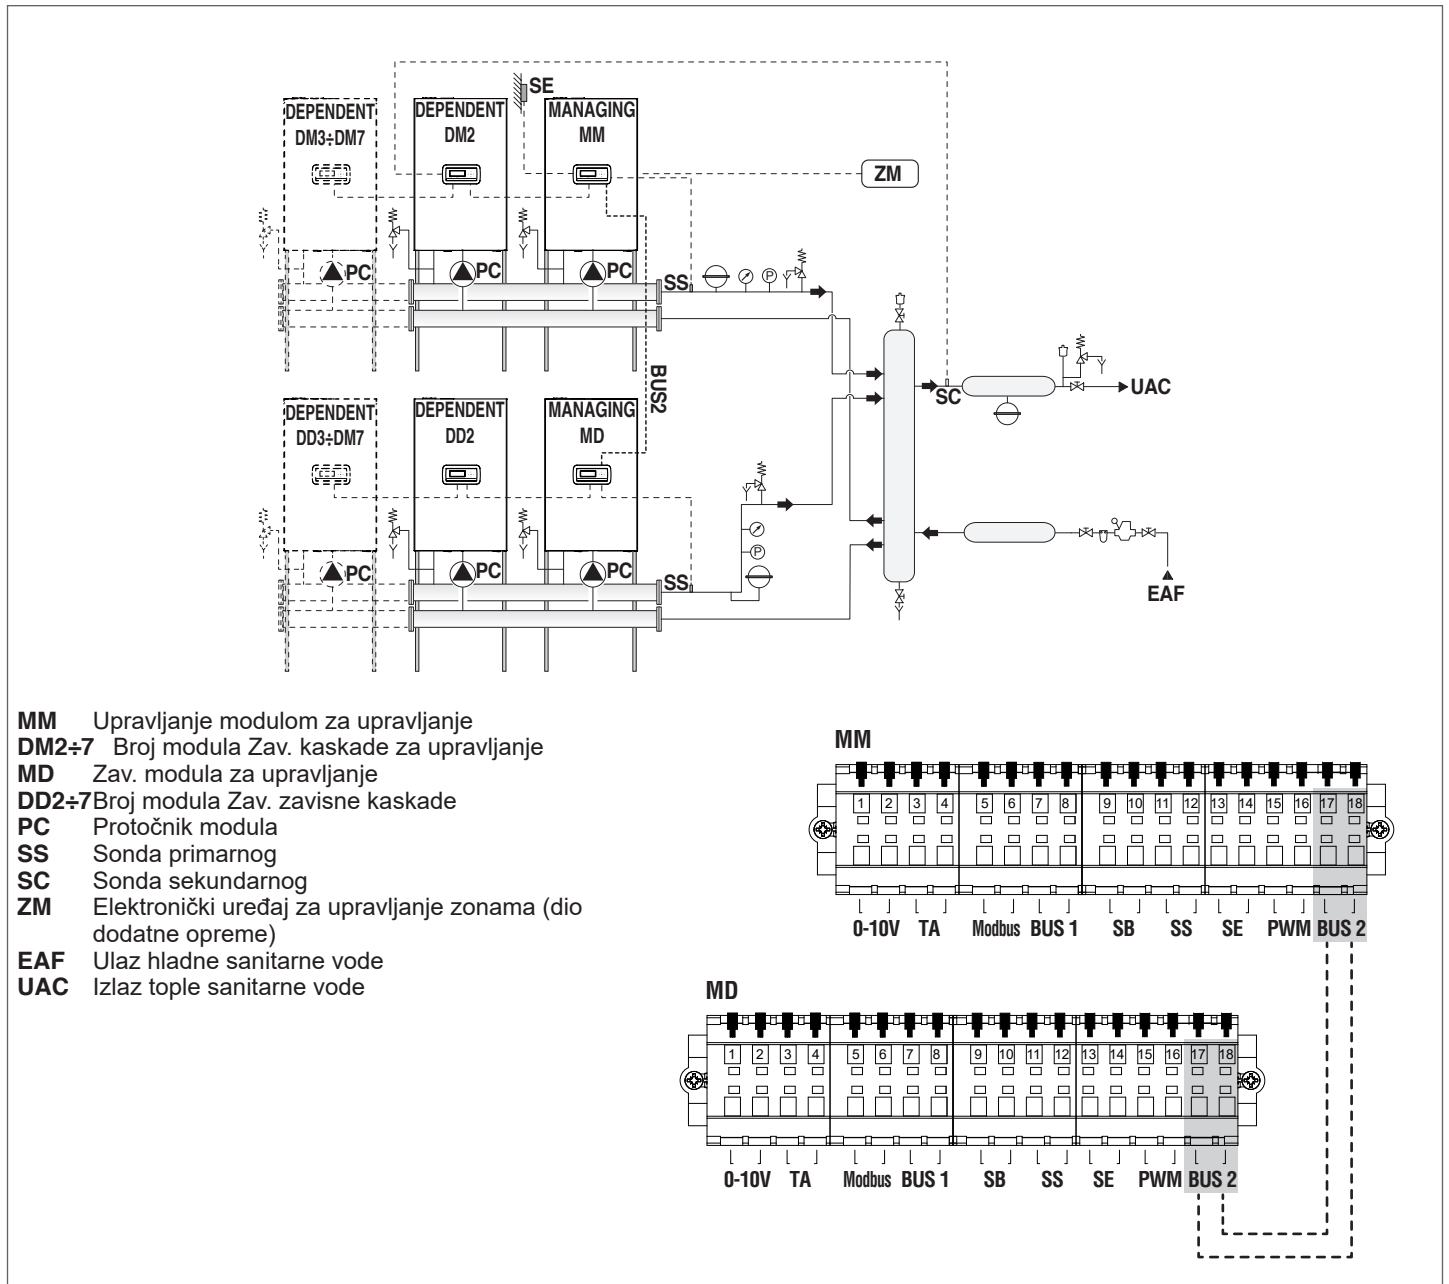 SE
DEPENDENT
DM3÷DM7
DEPENDENT
DM2
MANAGING
MM
ZM
PC
PC
PC
SS
P
BUS2
SC
UAC
DEPENDENT
DD3÷DM7
DEPENDENT
DD2
MANAGING
MD
P
PC
PC
PC
SS
EAF
MM Upravljanje modulom za upravljanje
DM2÷7 Broj modula Zav. kaskade za upravljanje
MD Zav. modula za upravljanje
DD2÷7 Broj modula Zav. zavisne kaskade
PC Protočnik modula
SS Sonda primarnog
SC Sonda sekundarnog
ZM Elektronički uređaj za upravljanje zonama (dio
dodatne opreme)
EAF Ulaz hladne sanitarne vode
UAC Izlaz tople sanitarne vode
MM
1 2 3 4 5 6 7 8 9 10 11 12 13 14 15 16 17 18
0-10V TA Modbus BUS 1 SB SS SE PWM BUS 2
MD
1 2 3 4 5 6 7 8 9 10 11 12 13 14 15 16 17 18
0-10V TA Modbus BUS 1 SB SS SE PWM BUS 2